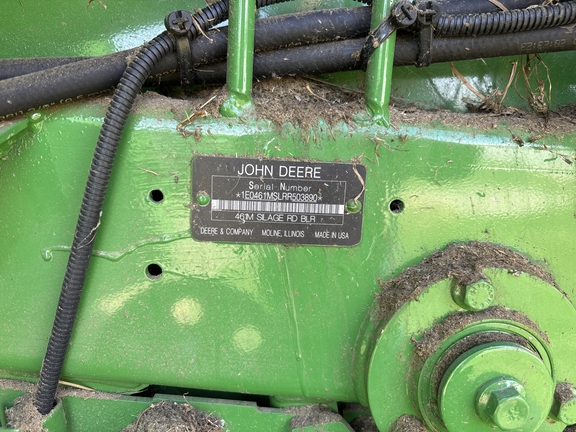 JOHN DEERE
Serial Number
*1E0461MSLRR503890*
461M SILAGE RD BLR
DEERE & COMPANY MOLINE, ILLINOIS MADE IN USA